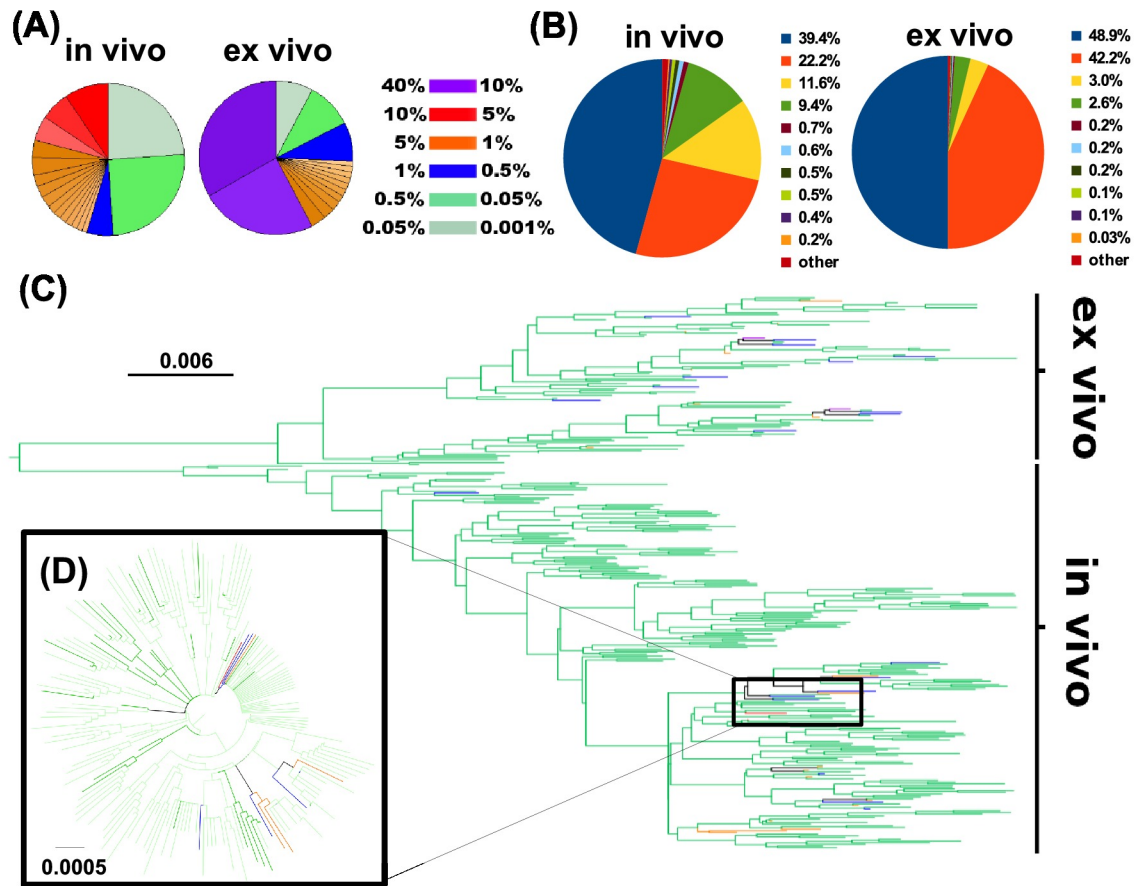 (A)
in vivo
ex vivo
40% 10%
10% 5%
5% 1%
1% 0.5%
0.5% 0.05%
0.05% 0.001%
(B)
in vivo
39.4%
22.2%
11.6%
9.4%
0.7%
0.6%
0.5%
0.5%
0.4%
0.2%
other
ex vivo
48.9%
42.2%
3.0%
2.6%
0.2%
0.2%
0.2%
0.1%
0.1%
0.03%
other
(C)
0.006
ex vivo
in vivo
(D)
0.0005